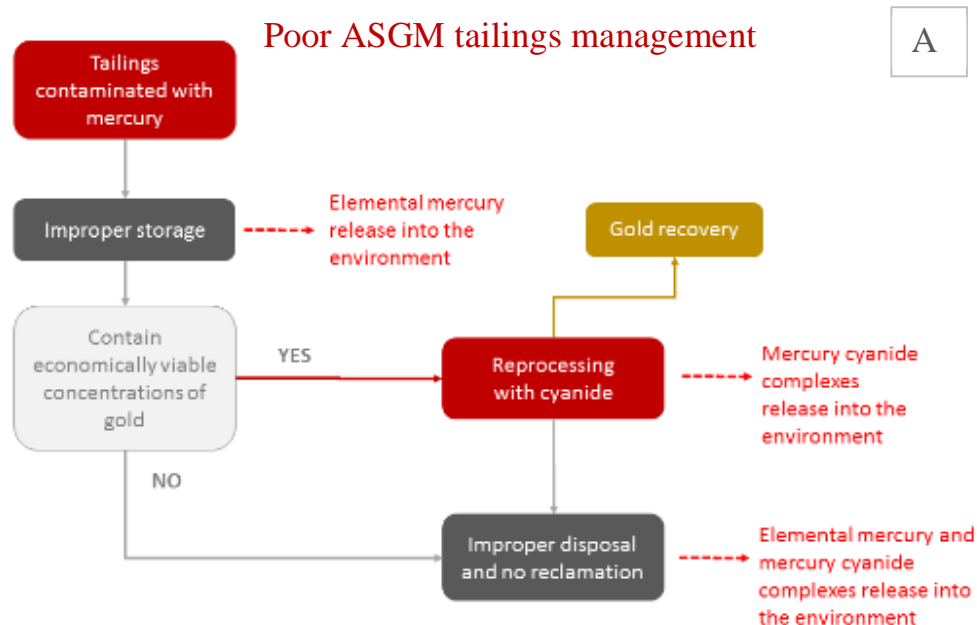 Poor ASGM tailings management
A
Tailings
contaminated with
mercury
Improper storage
Elemental mercury
release into the
environment
Gold recovery
Contain
economically viable
concentrations of
gold
YES
Reprocessing
with cyanide
Mercury cyanide
complexes
release into the
environment
NO
Improper disposal
and no reclamation
Elemental mercury and
mercury cyanide
complexes release into
the environment